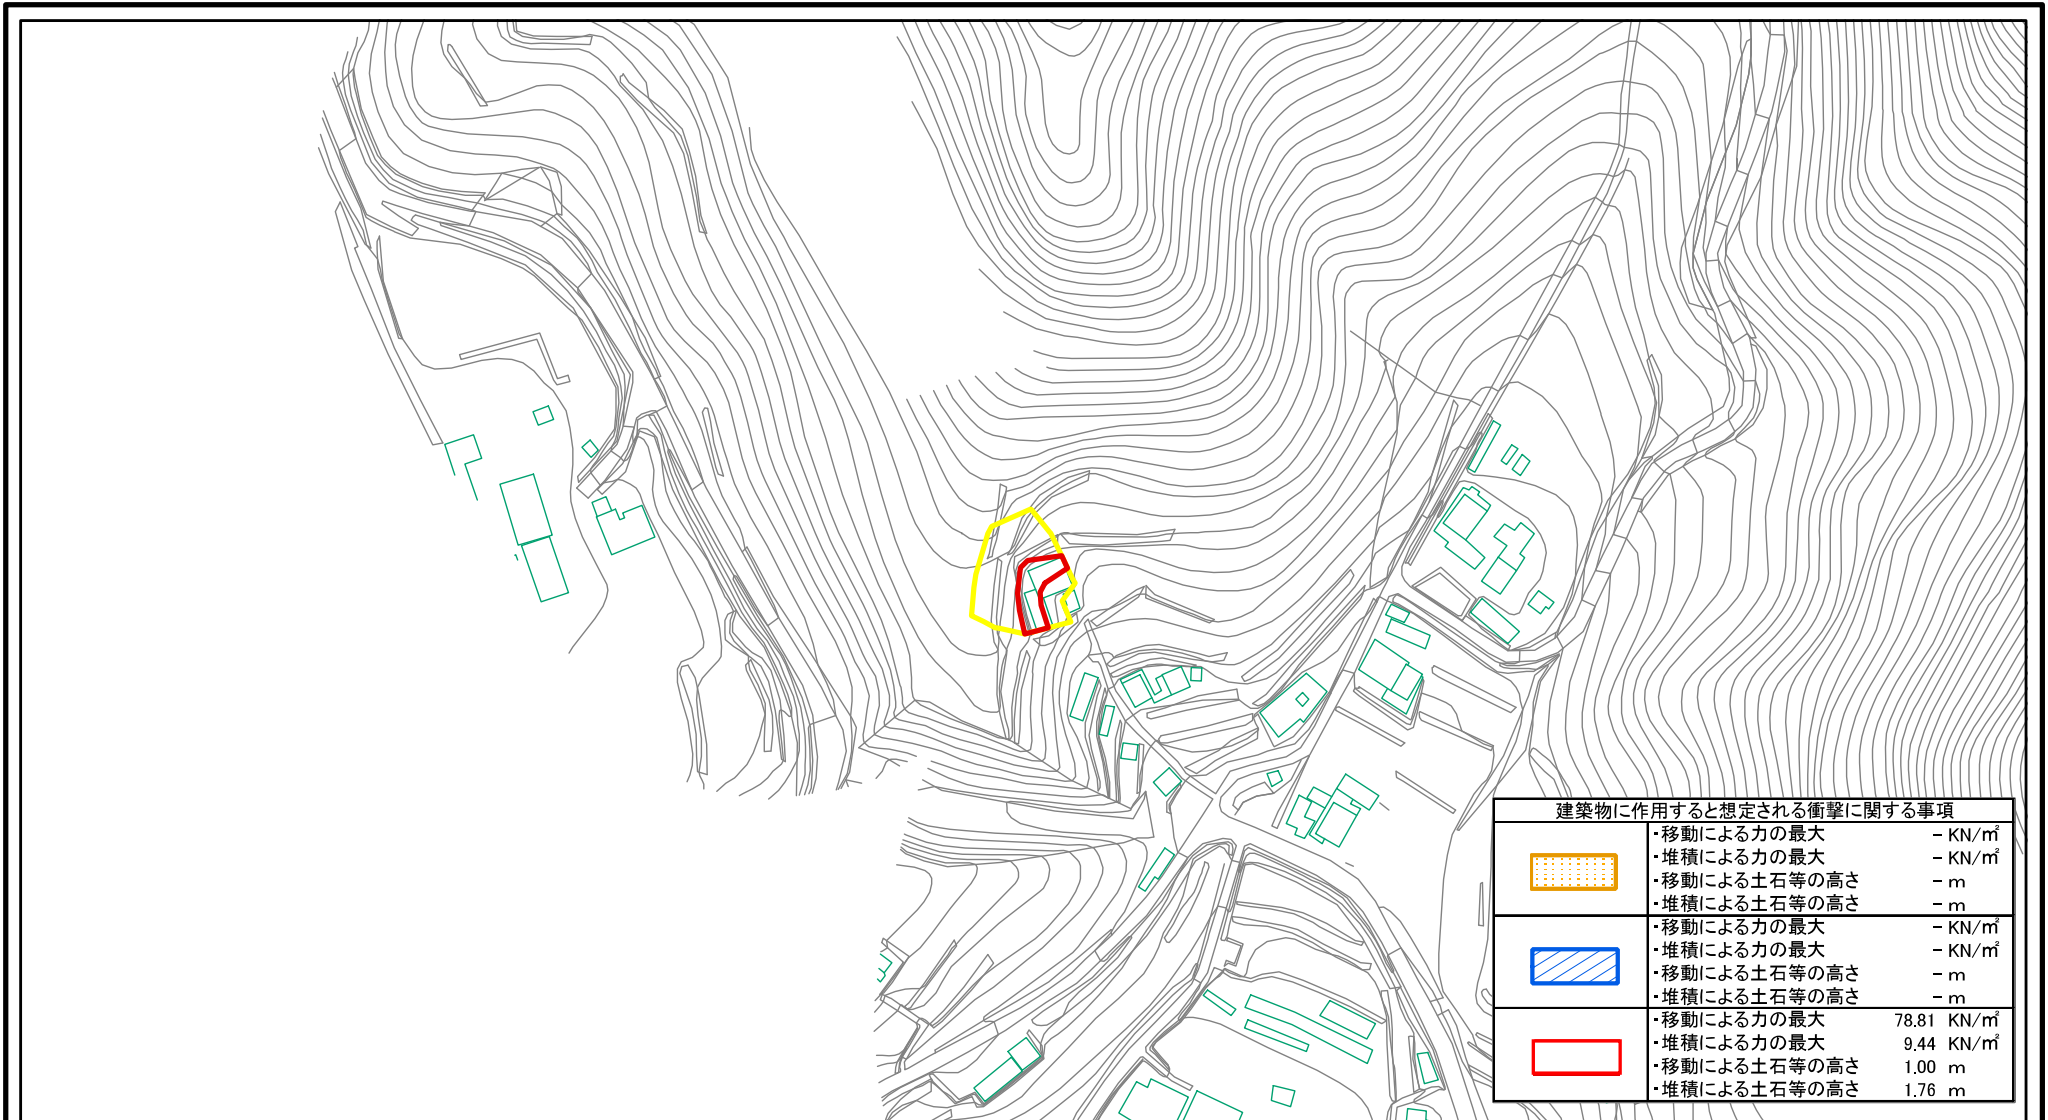 建築物に作用すると想定される衝撃に関する事項
・移動による力の最大 - KN/㎡
・堆積による力の最大 - KN/㎡
・移動による土石等の高さ - m
・堆積による土石等の高さ - m
・移動による力の最大 - KN/㎡
・堆積による力の最大 - KN/㎡
・移動による土石等の高さ - m
・堆積による土石等の高さ - m
・移動による力の最大 78.81 KN/㎡
・堆積による力の最大 9.44 KN/㎡
・移動による土石等の高さ 1.00 m
・堆積による土石等の高さ 1.76 m